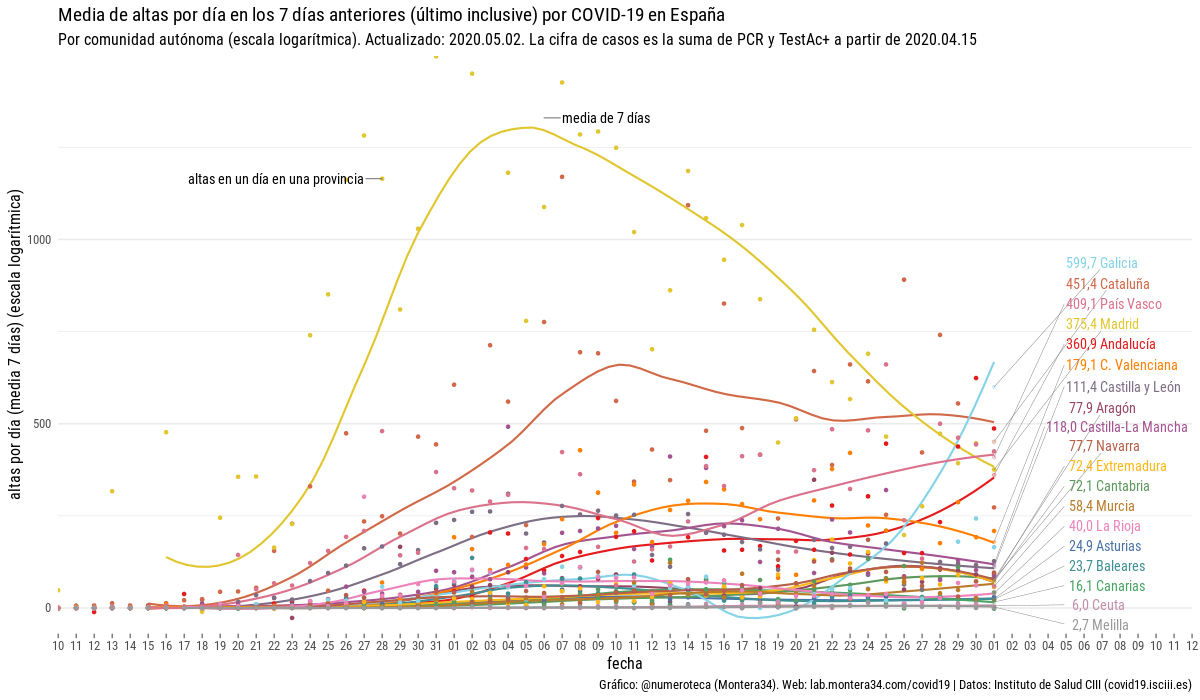 Media de altas por día en los 7 días anteriores (último inclusive) por COVID-19 en España
Por comunidad autónoma (escala logarítmica). Actualizado: 2020.05.02. La cifra de casos es la suma de PCR y TestAc+ a partir de 2020.04.15
media de 7 días
altas en un día en una provincia
altas por día (media 7 días) (escala logarítmica)
1000
500
0
599,7 Galicia
451,4 Cataluña
409,1 País Vasco
375,4 Madrid
360,9 Andalucía
179,1 C. Valenciana
111,4 Castilla y León
77,9 Aragón
118,0 Castilla-La Mancha
77,7 Navarra
72,4 Extremadura
72,1 Cantabria
58,4 Murcia
40,0 La Rioja
24,9 Asturias
23,7 Baleares
16,1 Canarias
6,0 Ceuta
2,7 Melilla
10 11 12 13 14 15 16 17 18 19 20 21 22 23 24 25 26 27 28 29 30 31 01 02 03 04 05 06 07 08 09 10 11 12 13 14 15 16 17 18 19 20 21 22 23 24 25 26 27 28 29 30 01 02 03 04 05 06 07 08 09 10 11 12
fecha
Gráfico: @numeroteca (Montera34). Web: lab.montera34.com/covid19 | Datos: Instituto de Salud CIII (covid19.isciii.es)